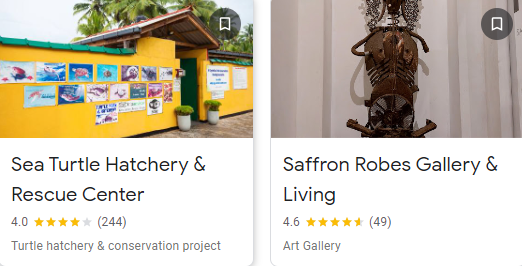 Sea Turtle Hatchery &
Rescue Center
4.0 (244)
Turtle hatchery & conservation project
Saffron Robes Gallery &
Living
4.6 (49)
Art Gallery